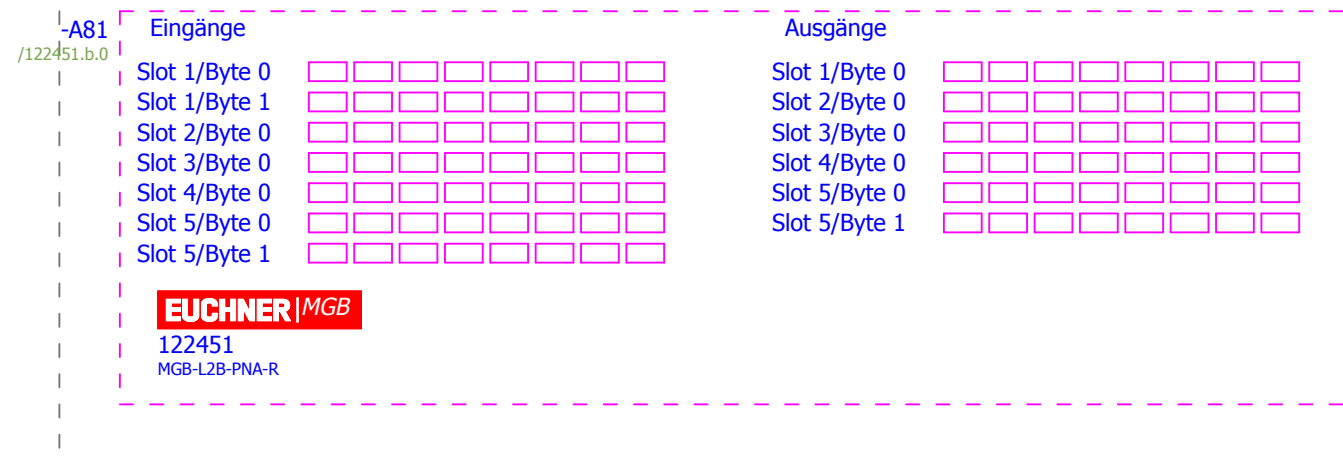 -A81
/122451.b.0
Eingänge
Slot 1/Byte 0
Slot 1/Byte 1
Slot 2/Byte 0
Slot 3/Byte 0
Slot 4/Byte 0
Slot 5/Byte 0
Slot 5/Byte 1
Ausgänge
Slot 1/Byte 0
Slot 2/Byte 0
Slot 3/Byte 0
Slot 4/Byte 0
Slot 5/Byte 0
Slot 5/Byte 1
EUCHNER|MGB
122451
MGB-L2B-PNA-R